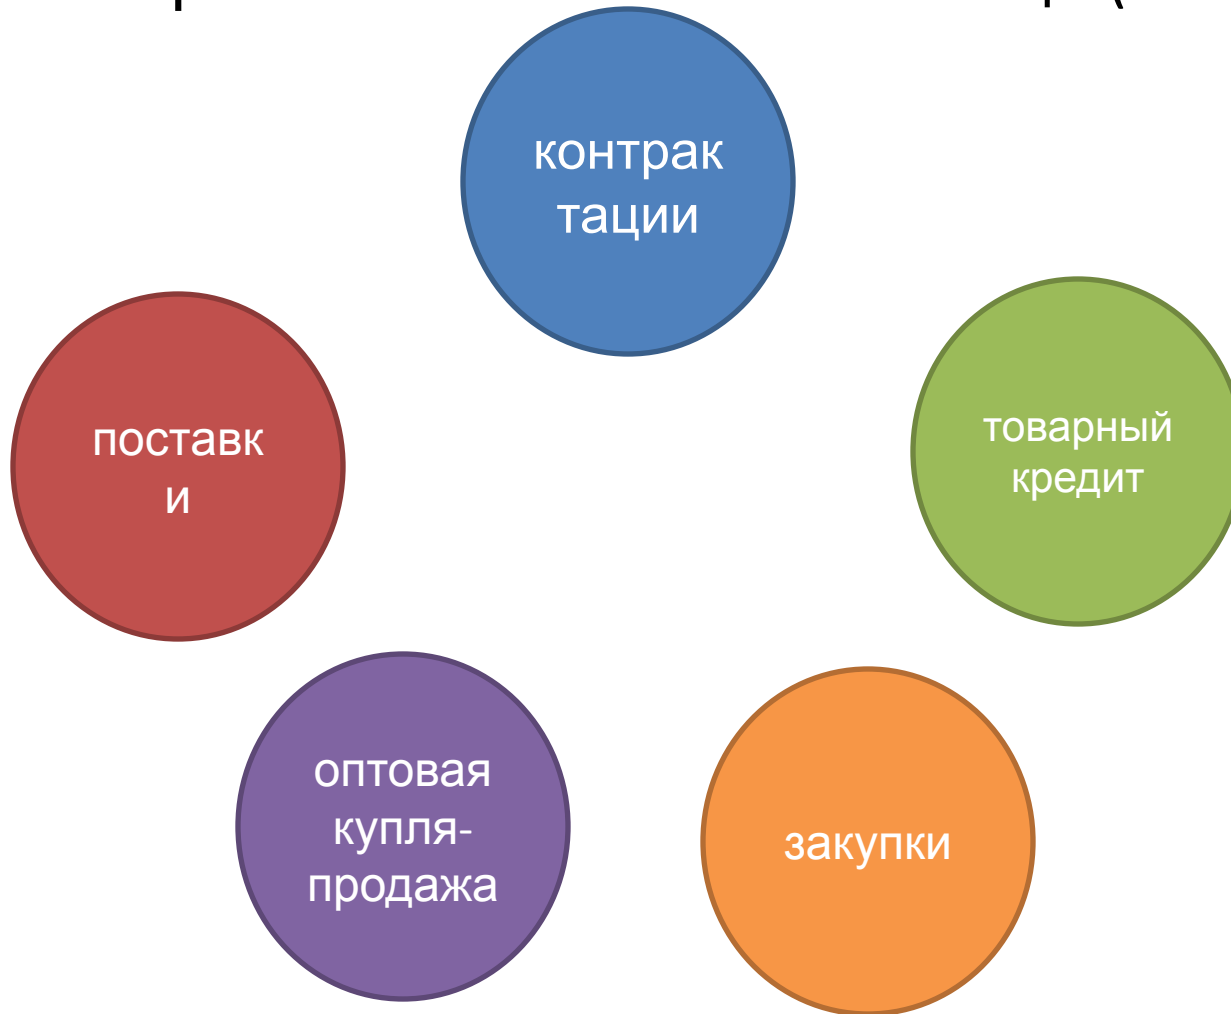 контрак
тации
товарный
кредит
поставк
и
оптовая
купля-
продажа
закупки